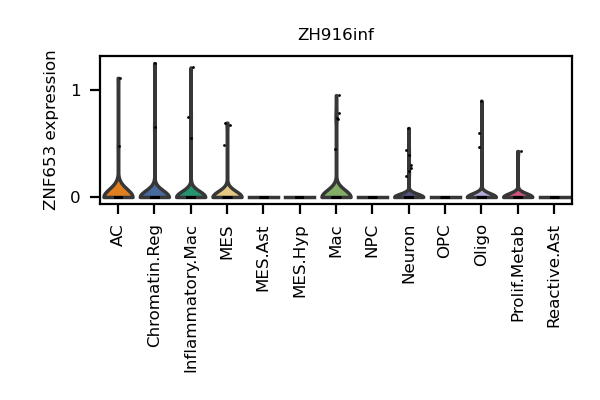 ZH916inf
ZNF653 expression
1
0
AC
Chromatin.Reg
Inflammatory.Mac
MES
MES.Ast
MES.Hyp
Mac
NPC
Neuron
OPC
Oligo
Prolif.Metab
Reactive.Ast